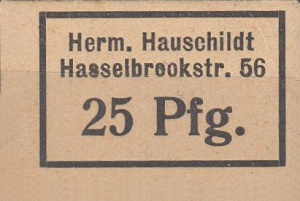 Herm. Hauschildt
Hasselbrookstr. 56
25 Pfg.